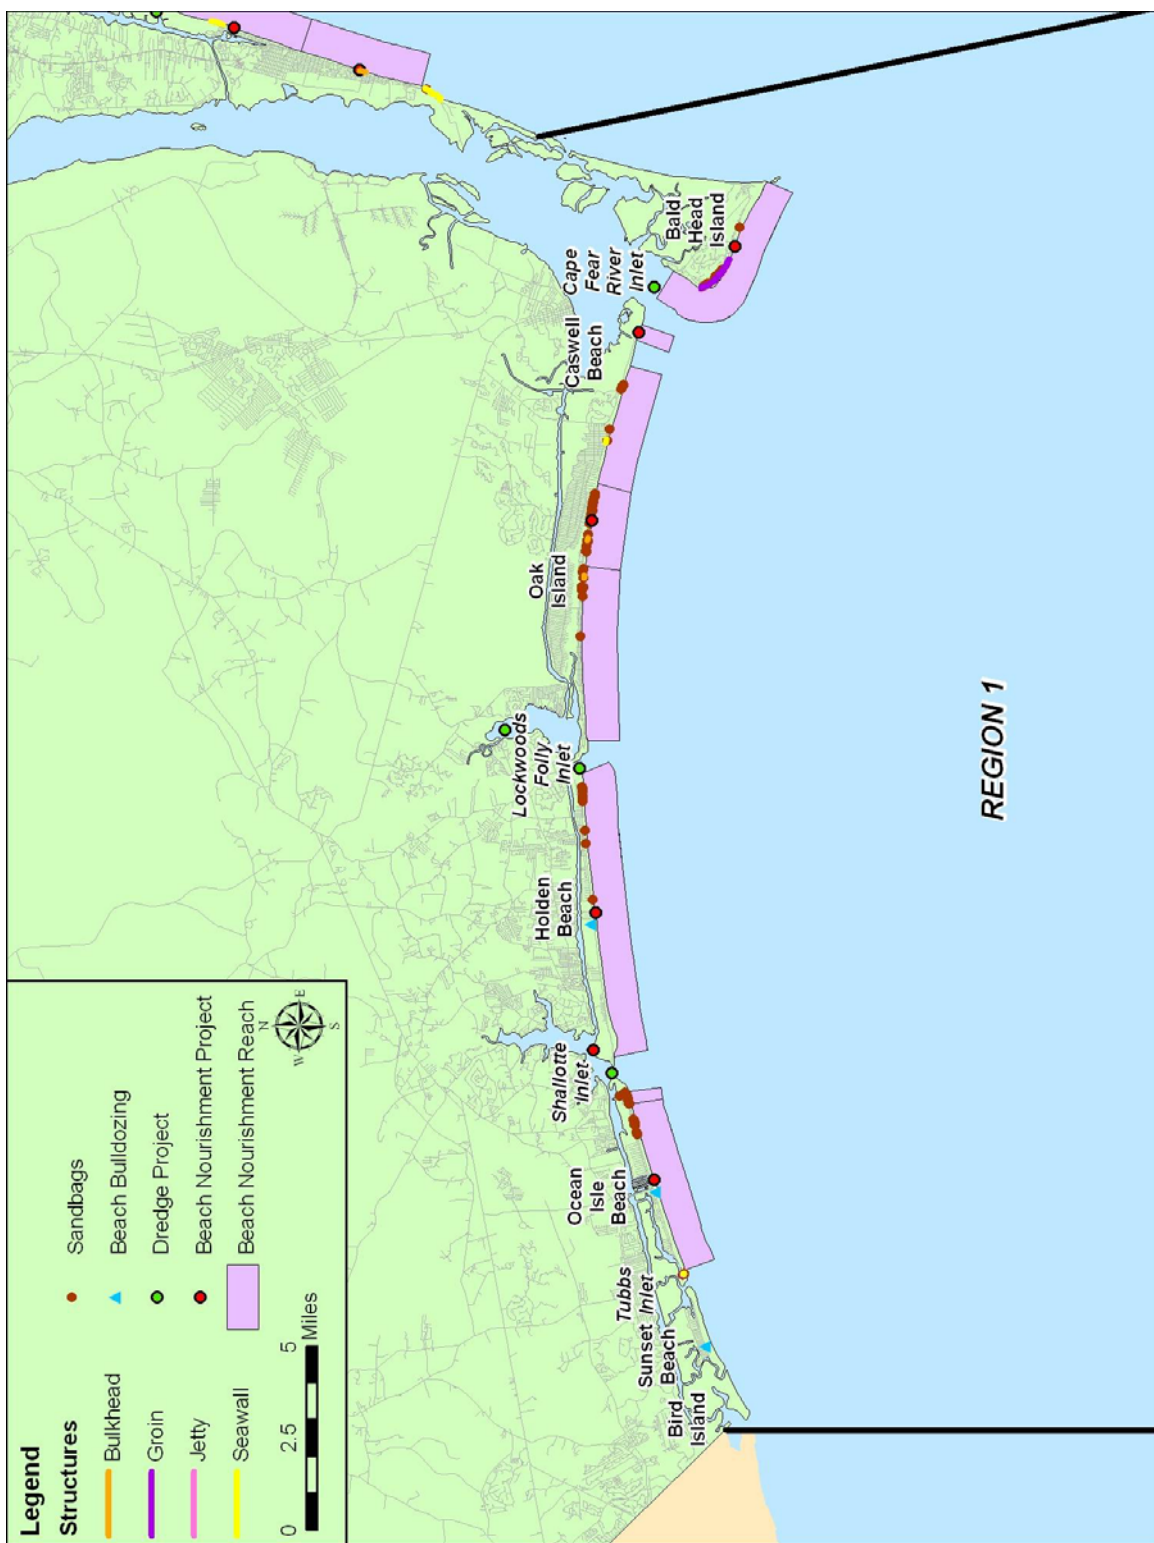 Legend
Structures
Bulkhead
Groin
Jetty
Seawall
Sandbags
Beach Bulldozing
Dredge Project
Beach Nourishment Project
Beach Nourishment Reach
0 2.5 5
Miles
N
W E
S
Bird
Island
Sunset
Beach
Tubbs
Inlet
Ocean
Isle
Beach
Shallotte
Inlet
Holden
Beach
Lockwoods
Folly
Inlet
Oak
Island
Caswell
Beach
Cape
Fear
River
Inlet
Bald
Head
Island
REGION 1